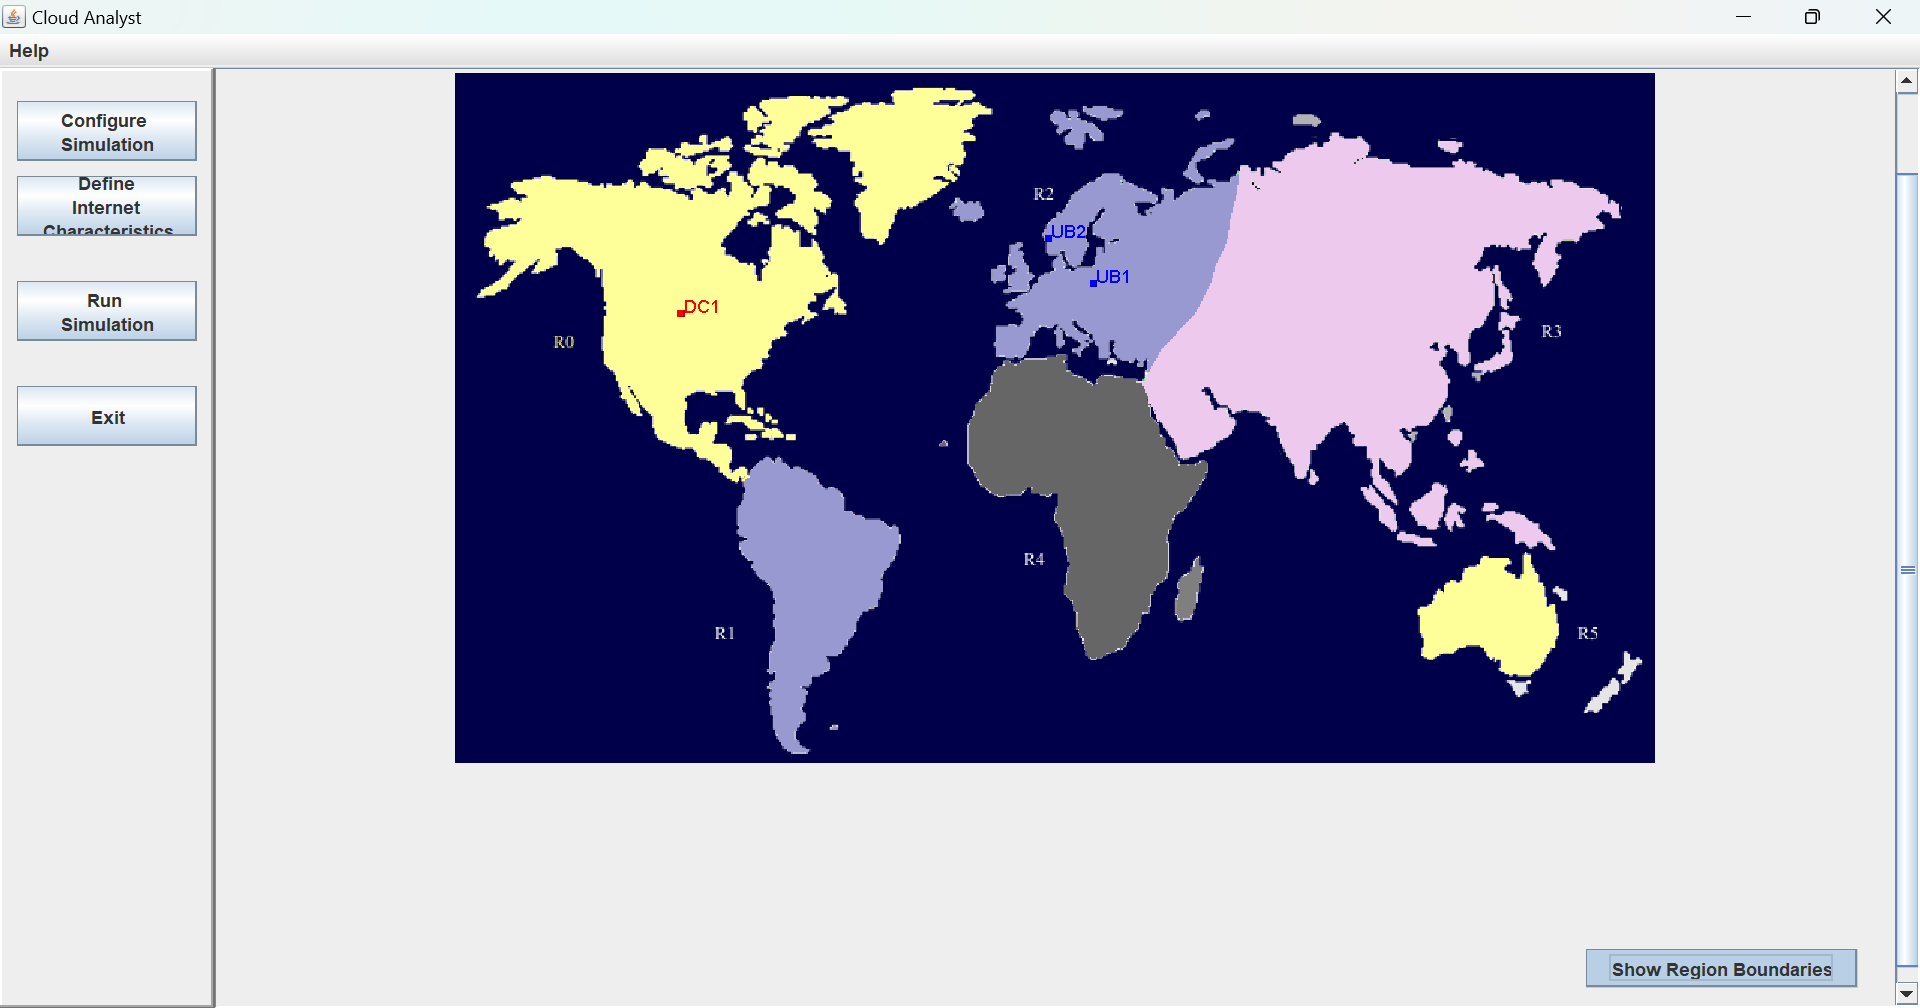 Cloud Analyst
Help
Configure
Simulation
Define
Internet
Characteristics
Run
Simulation
Exit
R2
UB2
UB1
DC1
R0
R3
R4
R1
R5
Show Region Boundaries